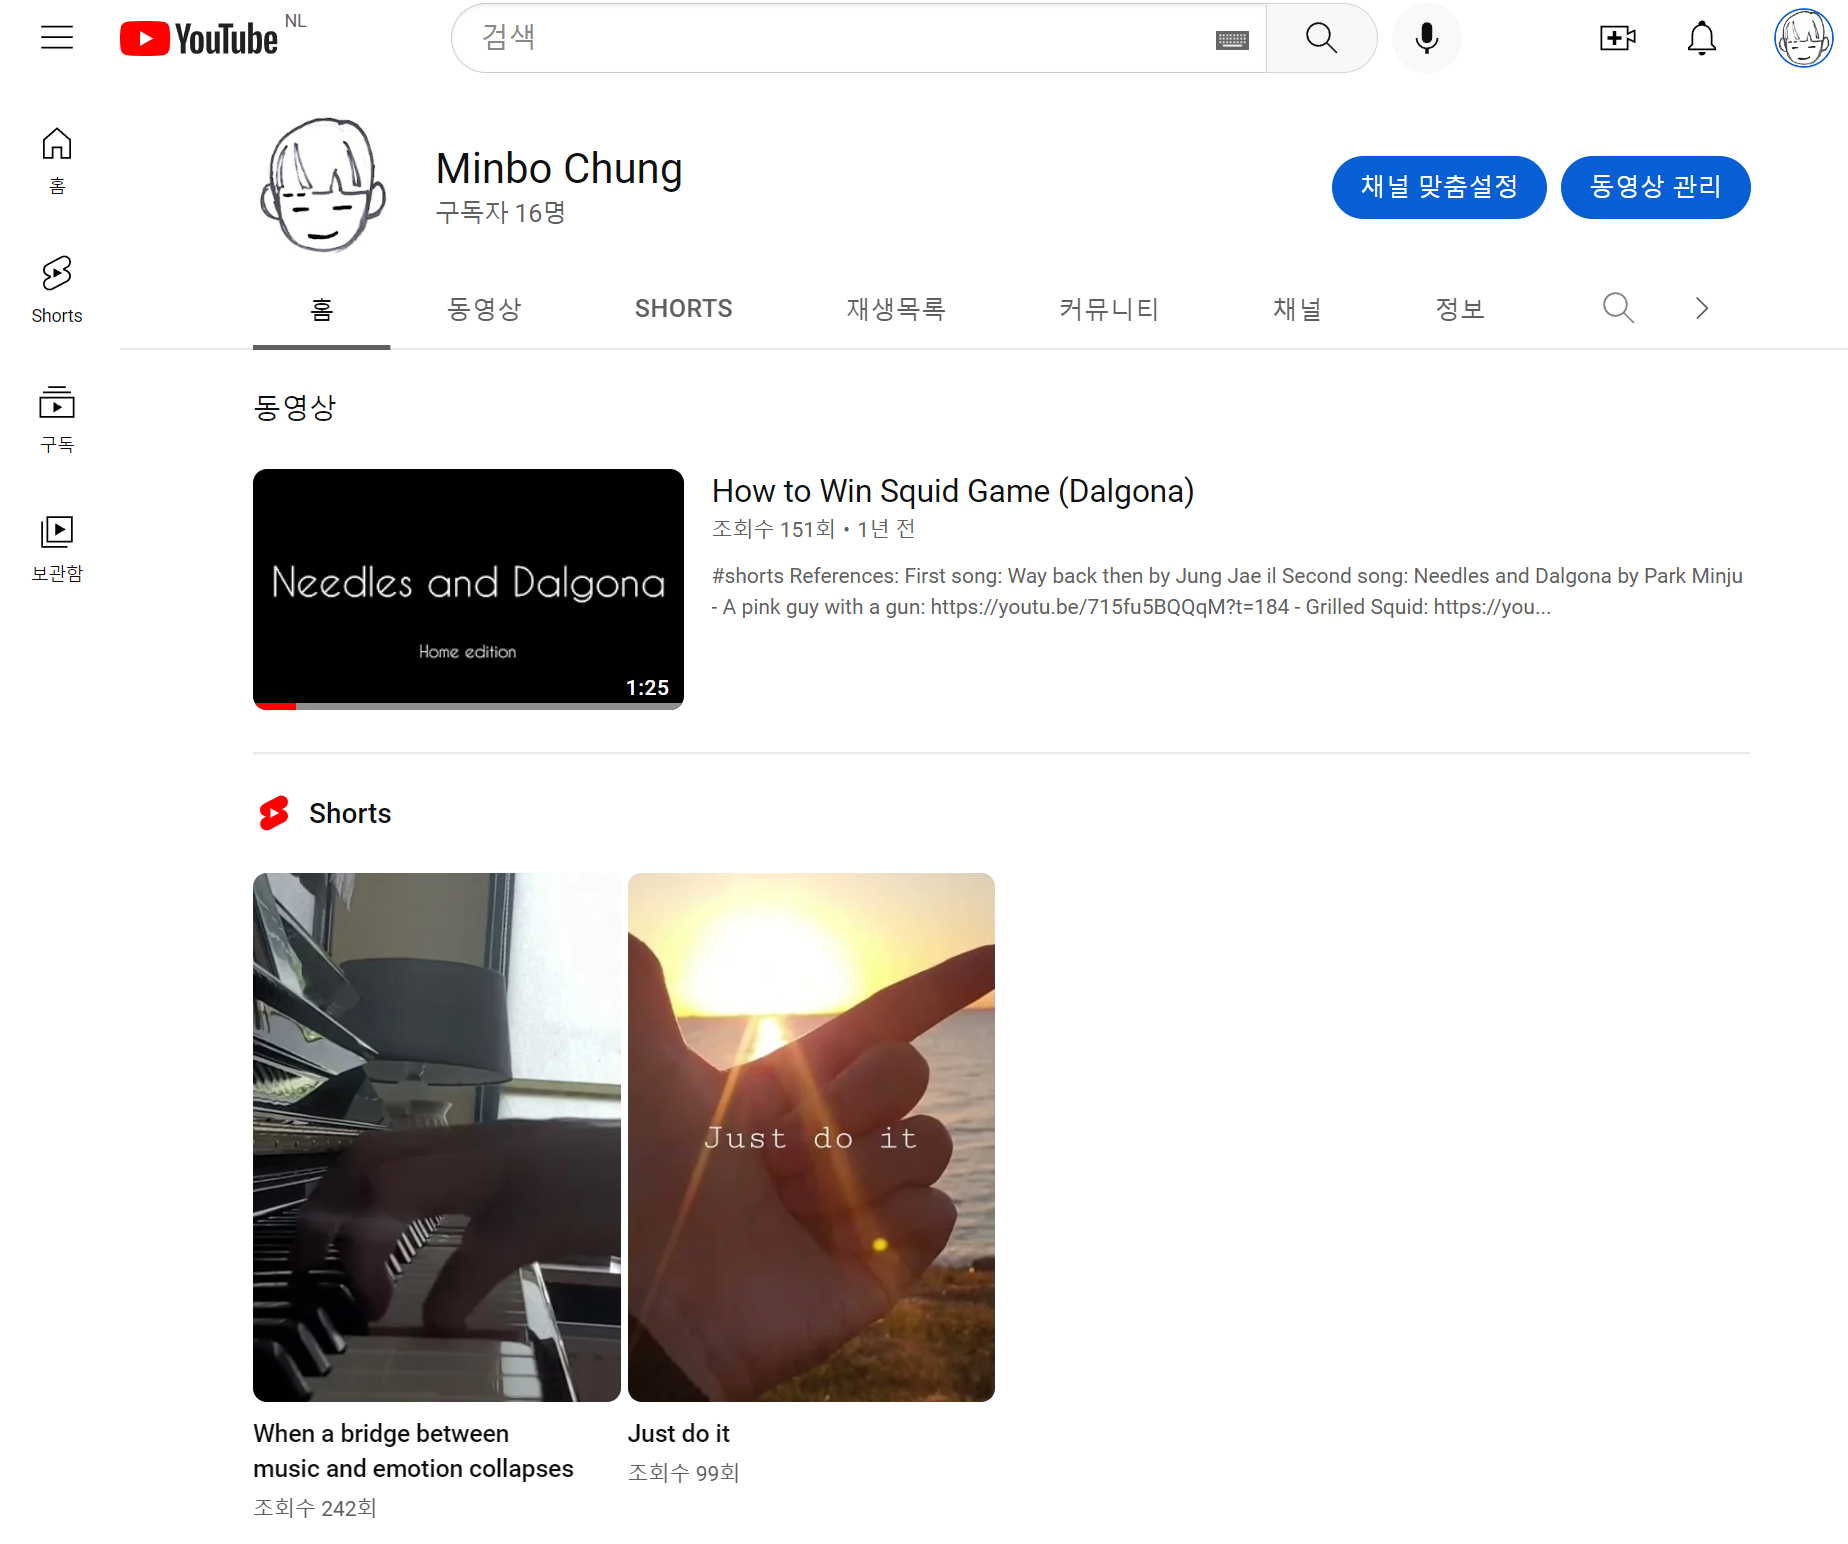 YouTube NL
검색
홈
Shorts
구독
보관함
Minbo Chung
구독자 16명
채널 맞춤설정
동영상 관리
홈
동영상
SHORTS
재생목록
커뮤니티
채널
정보
동영상
Needles and Dalgona
Home edition
1:25
How to Win Squid Game (Dalgona)
조회수 151회 • 1년 전
#shorts References: First song: Way back then by Jung Jae il Second song: Needles and Dalgona by Park Minju
- A pink guy with a gun: https://youtu.be/715fu5BQQqM?t=184 - Grilled Squid: https://you...
Shorts
Just do it
When a bridge between
music and emotion collapses
조회수 242회
Just do it
조회수 99회